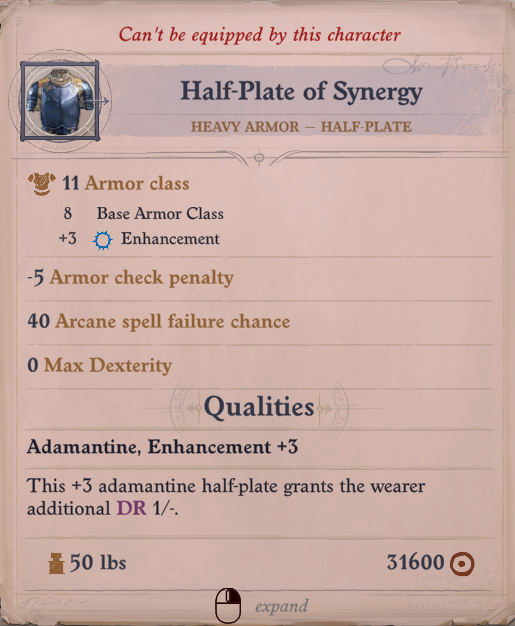 Can't be equipped by this character
Half-Plate of Synergy
HEAVY ARMOR – HALF-PLATE
11 Armor class
8 Base Armor Class
+3 Enhancement
-5 Armor check penalty
40 Arcane spell failure chance
0 Max Dexterity
Qualities
Adamantine, Enhancement +3
This +3 adamantine half-plate grants the wearer
additional DR 1/-.
50 lbs 31600
expand